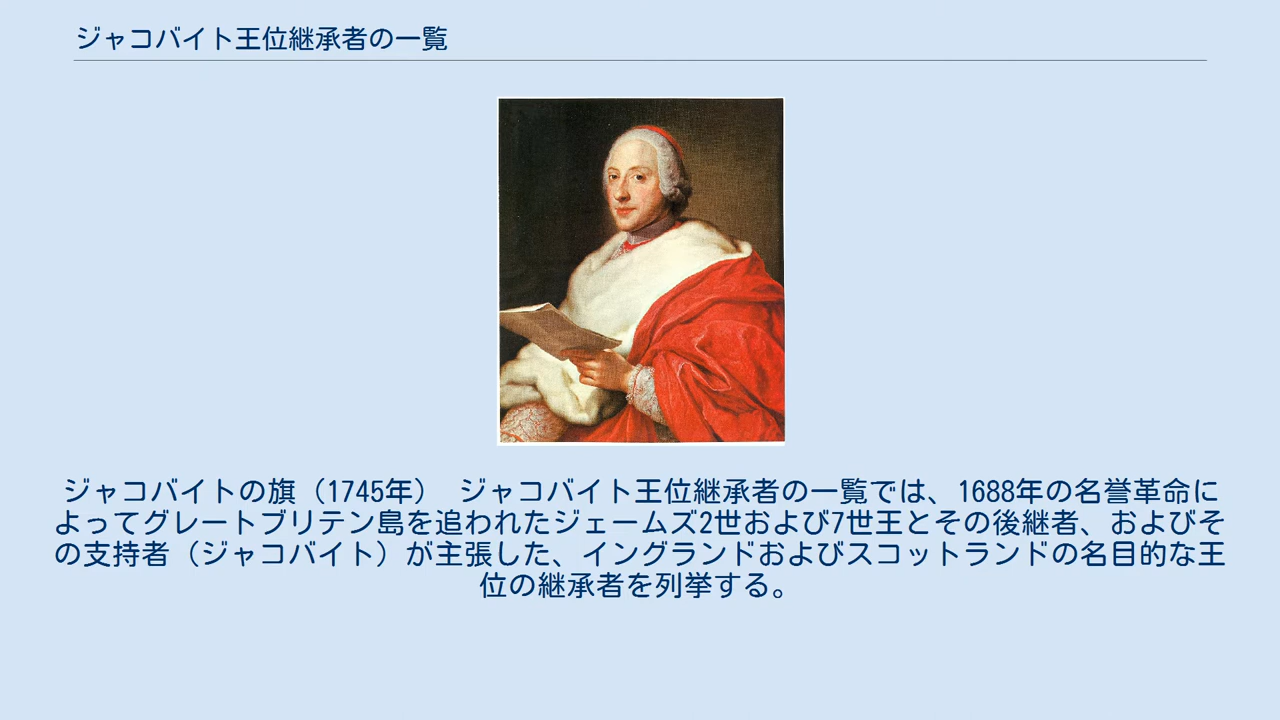 ジャコバイト王位継承者の一覧
ジャコバイトの旗（1745年） ジャコバイト王位継承者の一覧では、1688年の名誉革命に
よってグレートブリテン島を追われたジェームズ2世および7世王とその後継者、およびそ
の支持者（ジャコバイト）が主張した、イングランドおよびスコットランドの名目的な王
位の継承者を列挙する。